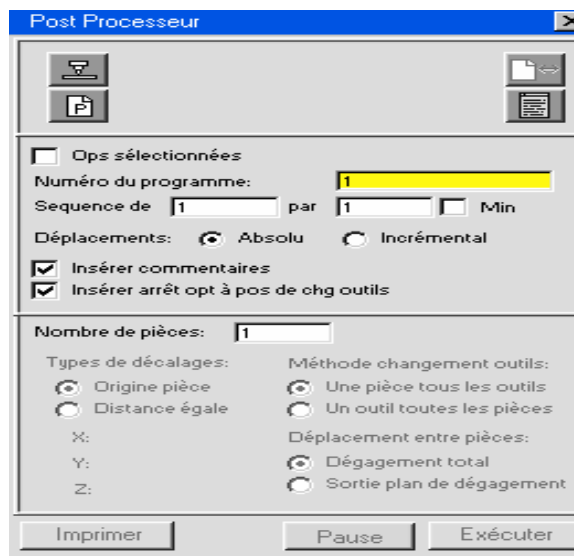 Post Processeur
P
Ops sélectionnées
Numéro du programme: 1
Sequence de 1 par 1 Min
Déplacements: Absolu Incrémental
Insérer commentaires
Insérer arrêt opt à pos de chg outils
Nombre de pièces: 1
Types de décalages: Méthode changement outils:
Origine pièce Une pièce tous les outils
Distance égale Un outil toutes les pièces
X: Déplacement entre pièces:
Y: Dégagement total
Z: Sortie plan de dégagement
Imprimer Pause Exécuter